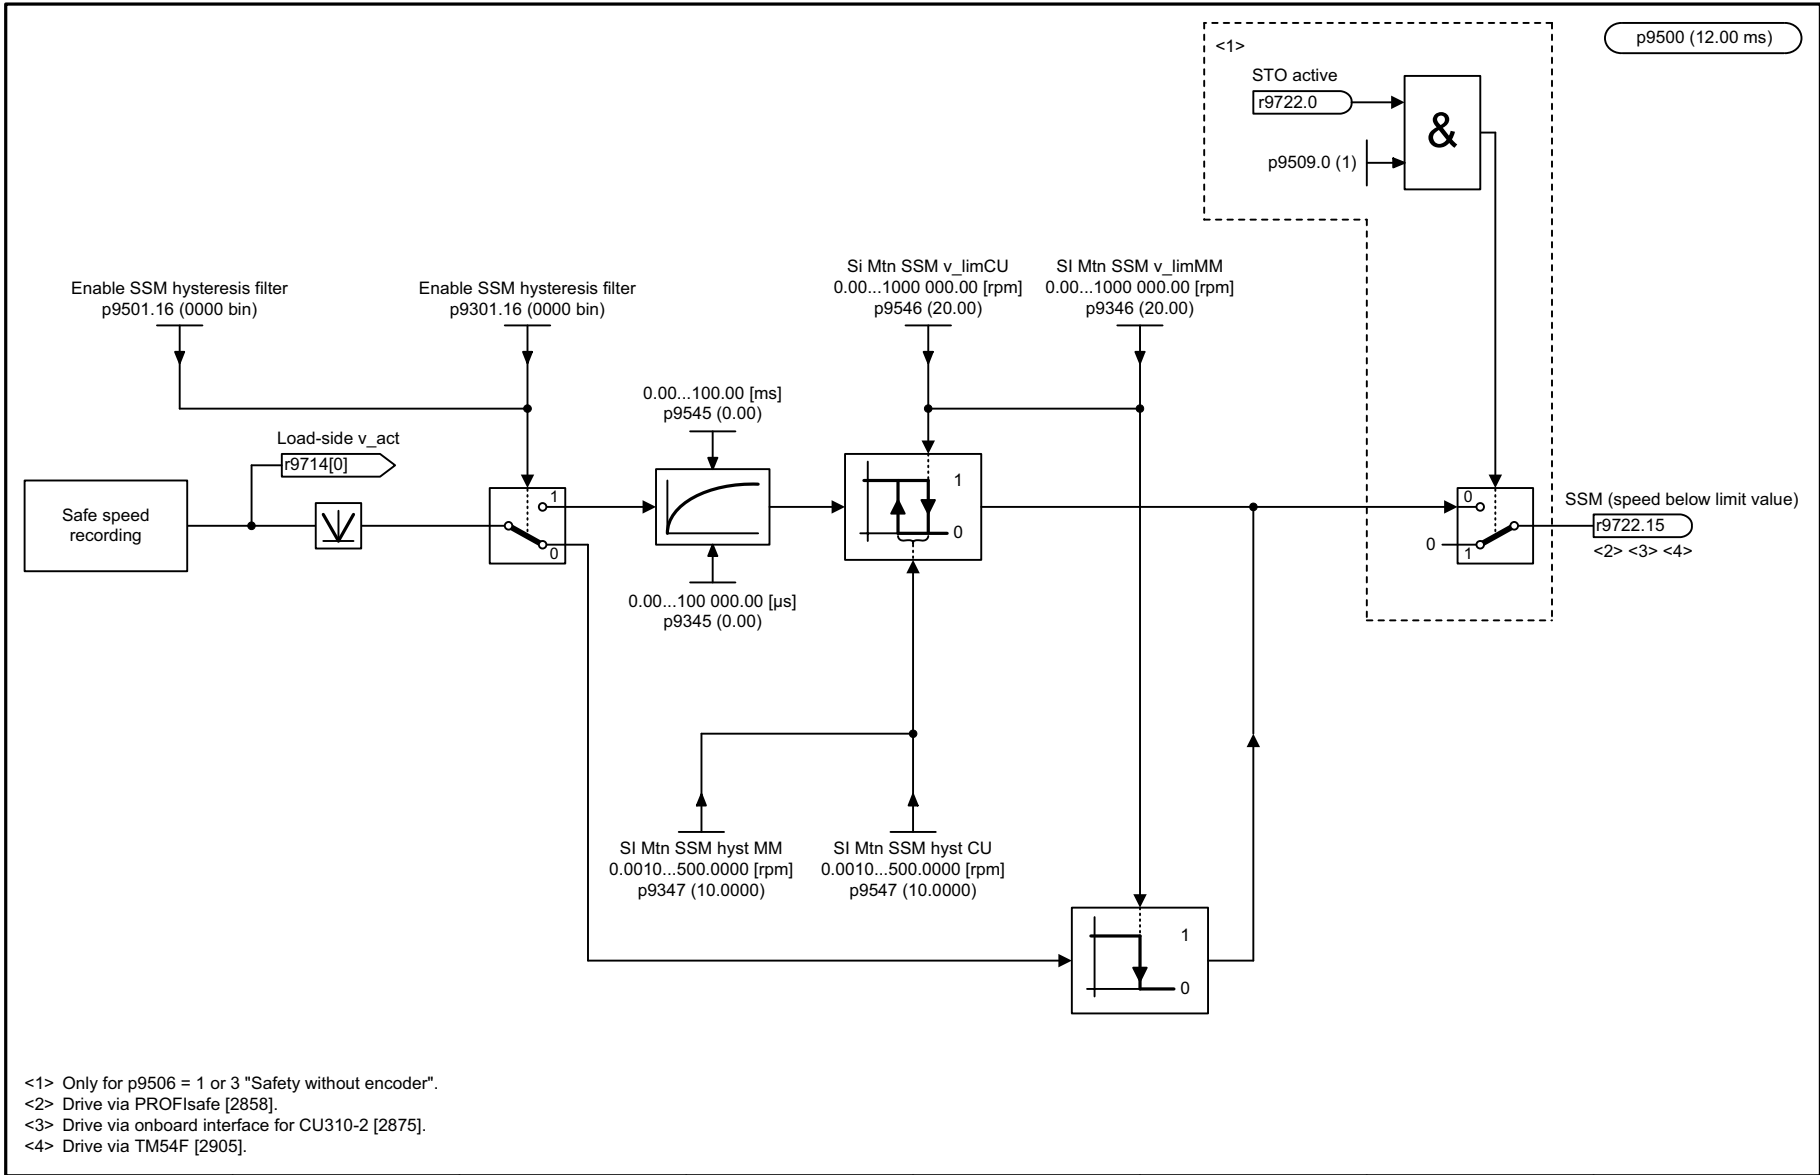 <1>
p9500 (12.00 ms)
STO active
r9722.0
&
p9509.0 (1)
Enable SSM hysteresis filter
p9501.16 (0000 bin)
Enable SSM hysteresis filter
p9301.16 (0000 bin)
Si Mtn SSM v_limCU
0.00...1000 000.00 [rpm]
p9546 (20.00)
SI Mtn SSM v_limMM
0.00...1000 000.00 [rpm]
p9346 (20.00)
0.00...100.00 [ms]
p9545 (0.00)
Load-side v_act
r9714[0]
Safe speed
recording
1
0
1
0
0
0
1
SSM (speed below limit value)
r9722.15
<2> <3> <4>
0.00...100 000.00 [µs]
p9345 (0.00)
SI Mtn SSM hyst MM
0.0010...500.0000 [rpm]
p9347 (10.0000)
SI Mtn SSM hyst CU
0.0010...500.0000 [rpm]
p9547 (10.0000)
1
0
<1> Only for p9506 = 1 or 3 "Safety without encoder".
<2> Drive via PROFIsafe [2858].
<3> Drive via onboard interface for CU310-2 [2875].
<4> Drive via TM54F [2905].